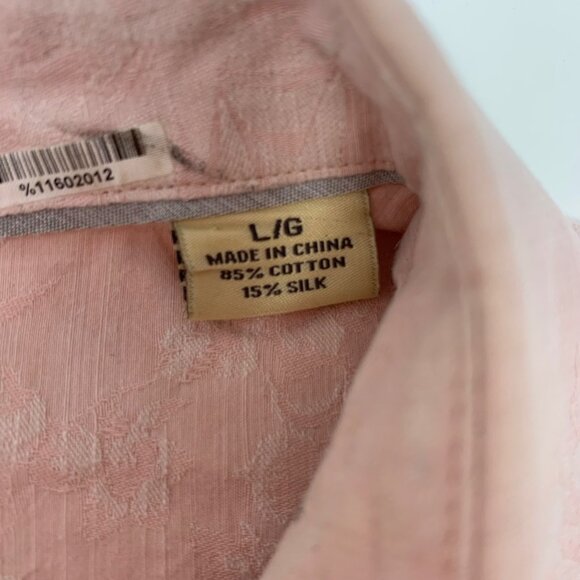 %11602012
L/G
MADE IN CHINA
85% COTTON
15% SILK